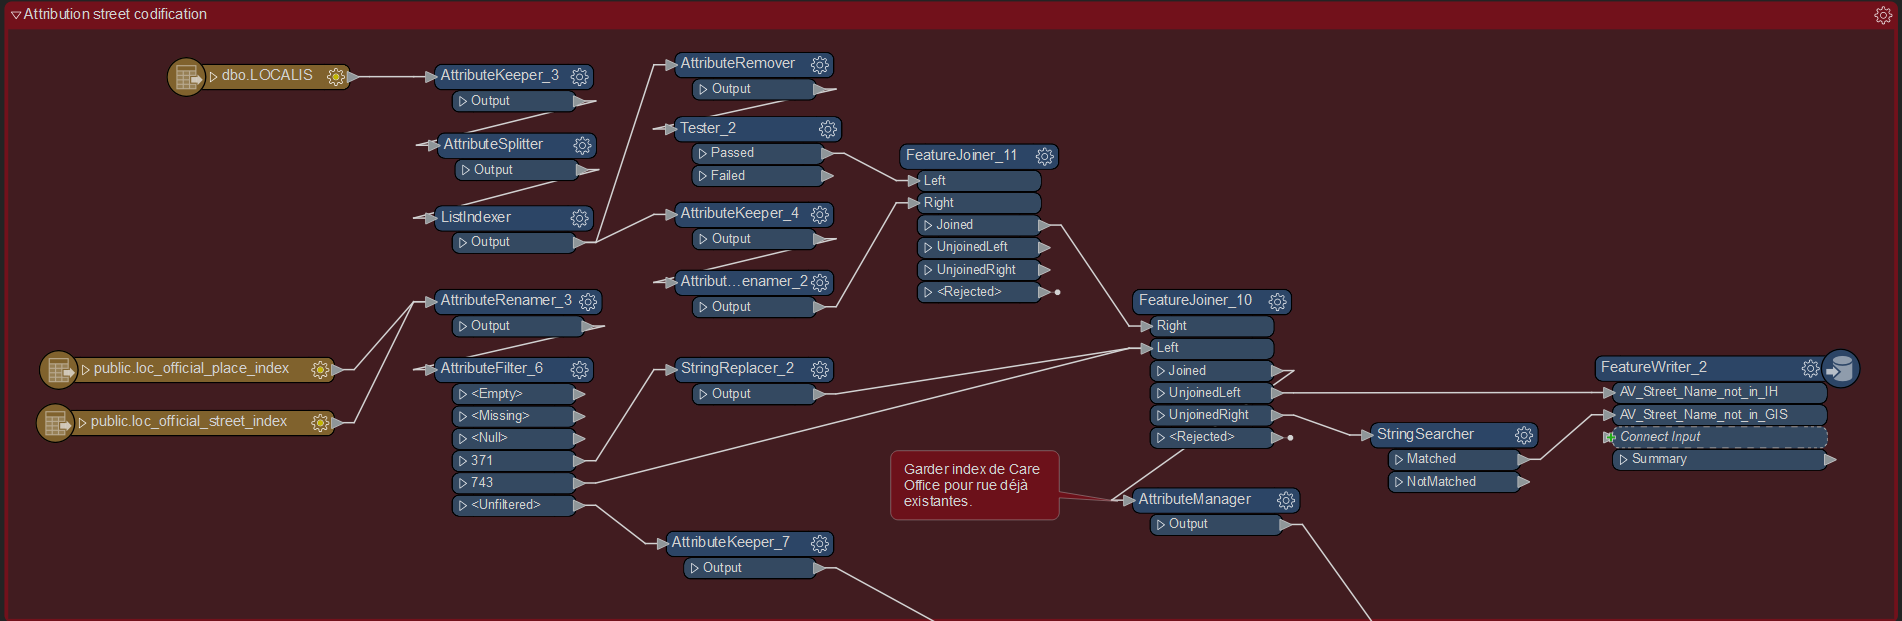 Attribution street codification
dbo.LOCALIS
AttributeKeeper_3
Output
AttributeSplitter
Output
ListIndexer
Output
AttributeRemover
Output
Tester_2
Passed
Failed
AttributeKeeper_4
Output
Attribut...enamer_2
Output
FeatureJoiner_11
Left
Right
Joined
UnjoinedLeft
UnjoinedRight
<Rejected>
public.loc_official_place_index
public.loc_official_street_index
AttributeRenamer_3
Output
AttributeFilter_6
<Empty>
<Missing>
<Null>
371
743
<Unfiltered>
StringReplacer_2
Output
AttributeKeeper_7
Output
FeatureJoiner_10
Right
Left
Joined
UnjoinedLeft
UnjoinedRight
<Rejected>
Garder index de Care
Office pour rue déjà
existantes.
AttributeManager
Output
StringSearcher
Matched
NotMatched
FeatureWriter_2
AV_Street_Name_not_in_IH
AV_Street_Name_not_in_GIS
Connect Input
Summary